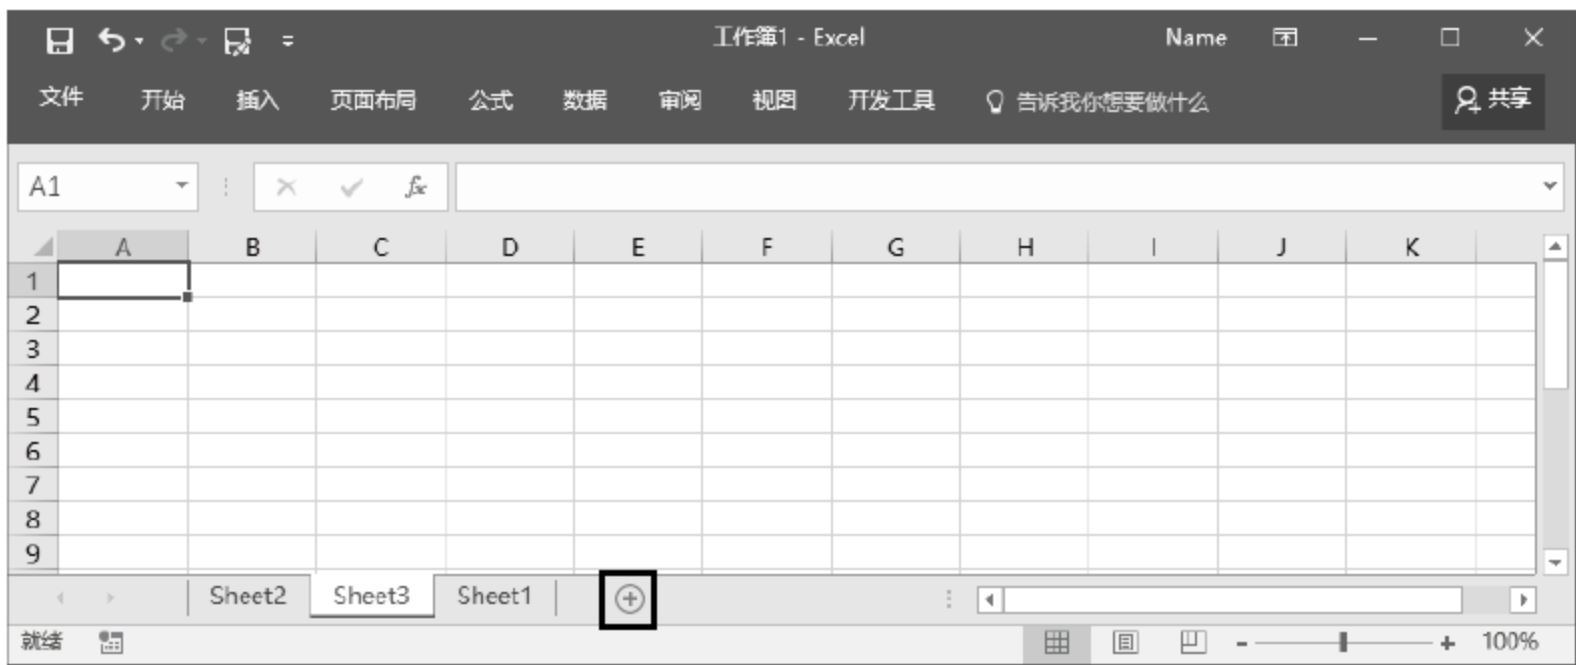 工作簿1 - Excel Name
文件 开始 插入 页面布局 公式 数据 审阅 视图 开发工具 告诉我你想要做什么 共享
A1 fx
A B C D E F G H I J K
1
2
3
4
5
6
7
8
9
Sheet2 Sheet3 Sheet1
就绪 - + 100%